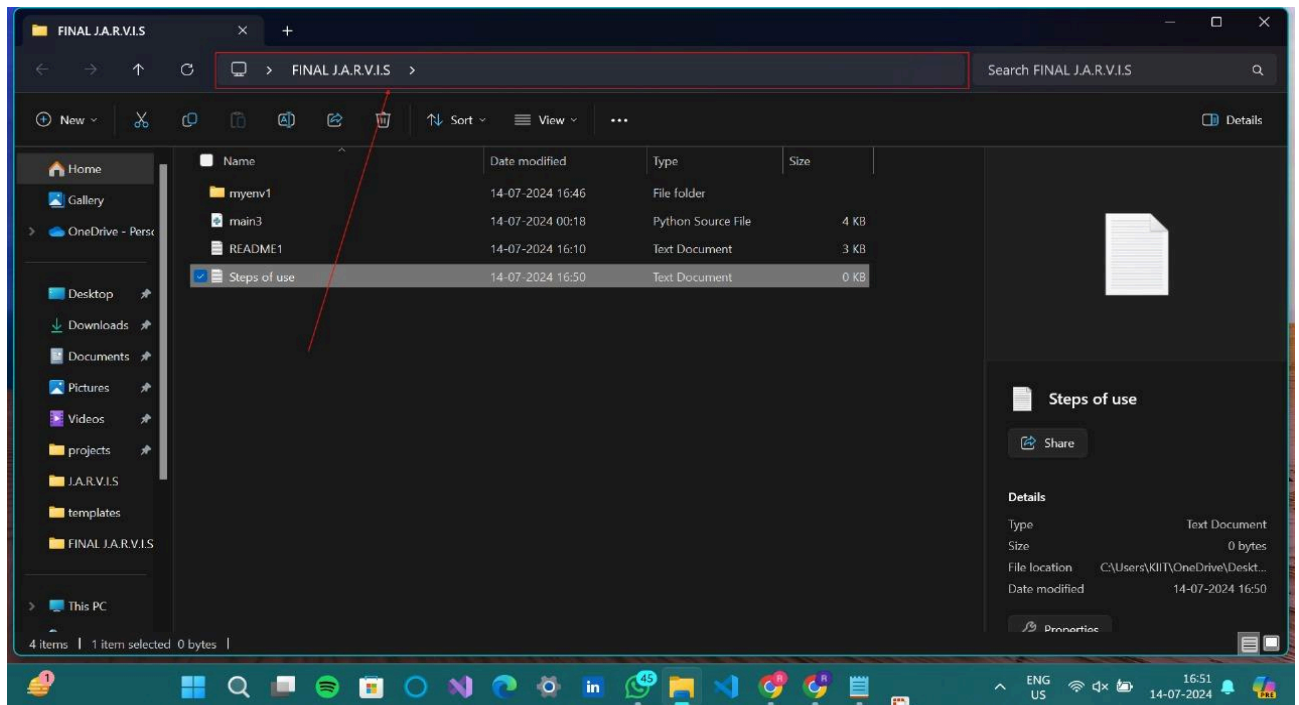 FINAL J.A.R.V.I.S
FINAL J.A.R.V.I.S
Search FINAL J.A.R.V.I.S
New
Sort
View
Details
Home
Gallery
OneDrive - Perso
Desktop
Downloads
Documents
Pictures
Videos
projects
J.A.R.V.I.S
templates
FINAL J.A.R.V.I.S
This PC
Name Date modified Type Size
myenv1 14-07-2024 16:46 File folder
main3 14-07-2024 00:18 Python Source File 4 KB
README1 14-07-2024 16:10 Text Document 3 KB
Steps of use 14-07-2024 16:50 Text Document 0 KB
Steps of use
Share
Details
Type Text Document
Size 0 bytes
File location C:\Users\KIIT\OneDrive\Deskt...
Date modified 14-07-2024 16:50
Properties
4 items 1 item selected 0 bytes
1
in
45
R
R
ENG
US
16:51
14-07-2024
PRE